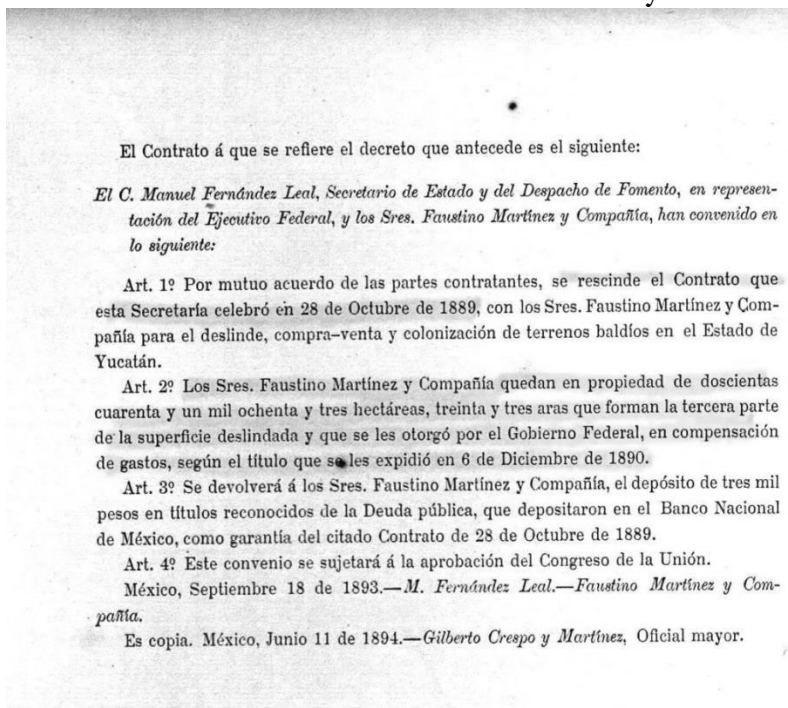 El Contrato á que se refiere el decreto que antecede es el siguiente:
El C. Manuel Fernández Leal, Secretario de Estado y del Despacho de Fomento, en represen-
tación del Ejecutivo Federal, y los Sres. Faustino Martínez y Compañía, han convenido en
lo siguiente:
Art. 1º Por mutuo acuerdo de las partes contratantes, se rescinde el Contrato que
esta Secretaría celebró en 28 de Octubre de 1889, con los Sres. Faustino Martínez y Com-
pañía para el deslinde, compra-venta y colonización de terrenos baldíos en el Estado de
Yucatán.
Art. 2º Los Sres. Faustino Martínez y Compañía quedan en propiedad de doscientas
cuarenta y un mil ochenta y tres hectáreas, treinta y tres aras que forman la tercera parte
de la superficie deslindada y que se les otorgó por el Gobierno Federal, en compensación
de gastos, según el título que se les expidió en 6 de Diciembre de 1890.
Art. 3º Se devolverá á los Sres. Faustino Martínez y Compañía, el depósito de tres mil
pesos en títulos reconocidos de la Deuda pública, que depositaron en el Banco Nacional
de México, como garantía del citado Contrato de 28 de Octubre de 1889.
Art. 4º Este convenio se sujetará á la aprobación del Congreso de la Unión.
México, Septiembre 18 de 1893.—M. Fernández Leal.—Faustino Martínez y Com-
pañía.
Es copia. México, Junio 11 de 1894.—Gilberto Crespo y Martínez, Oficial mayor.